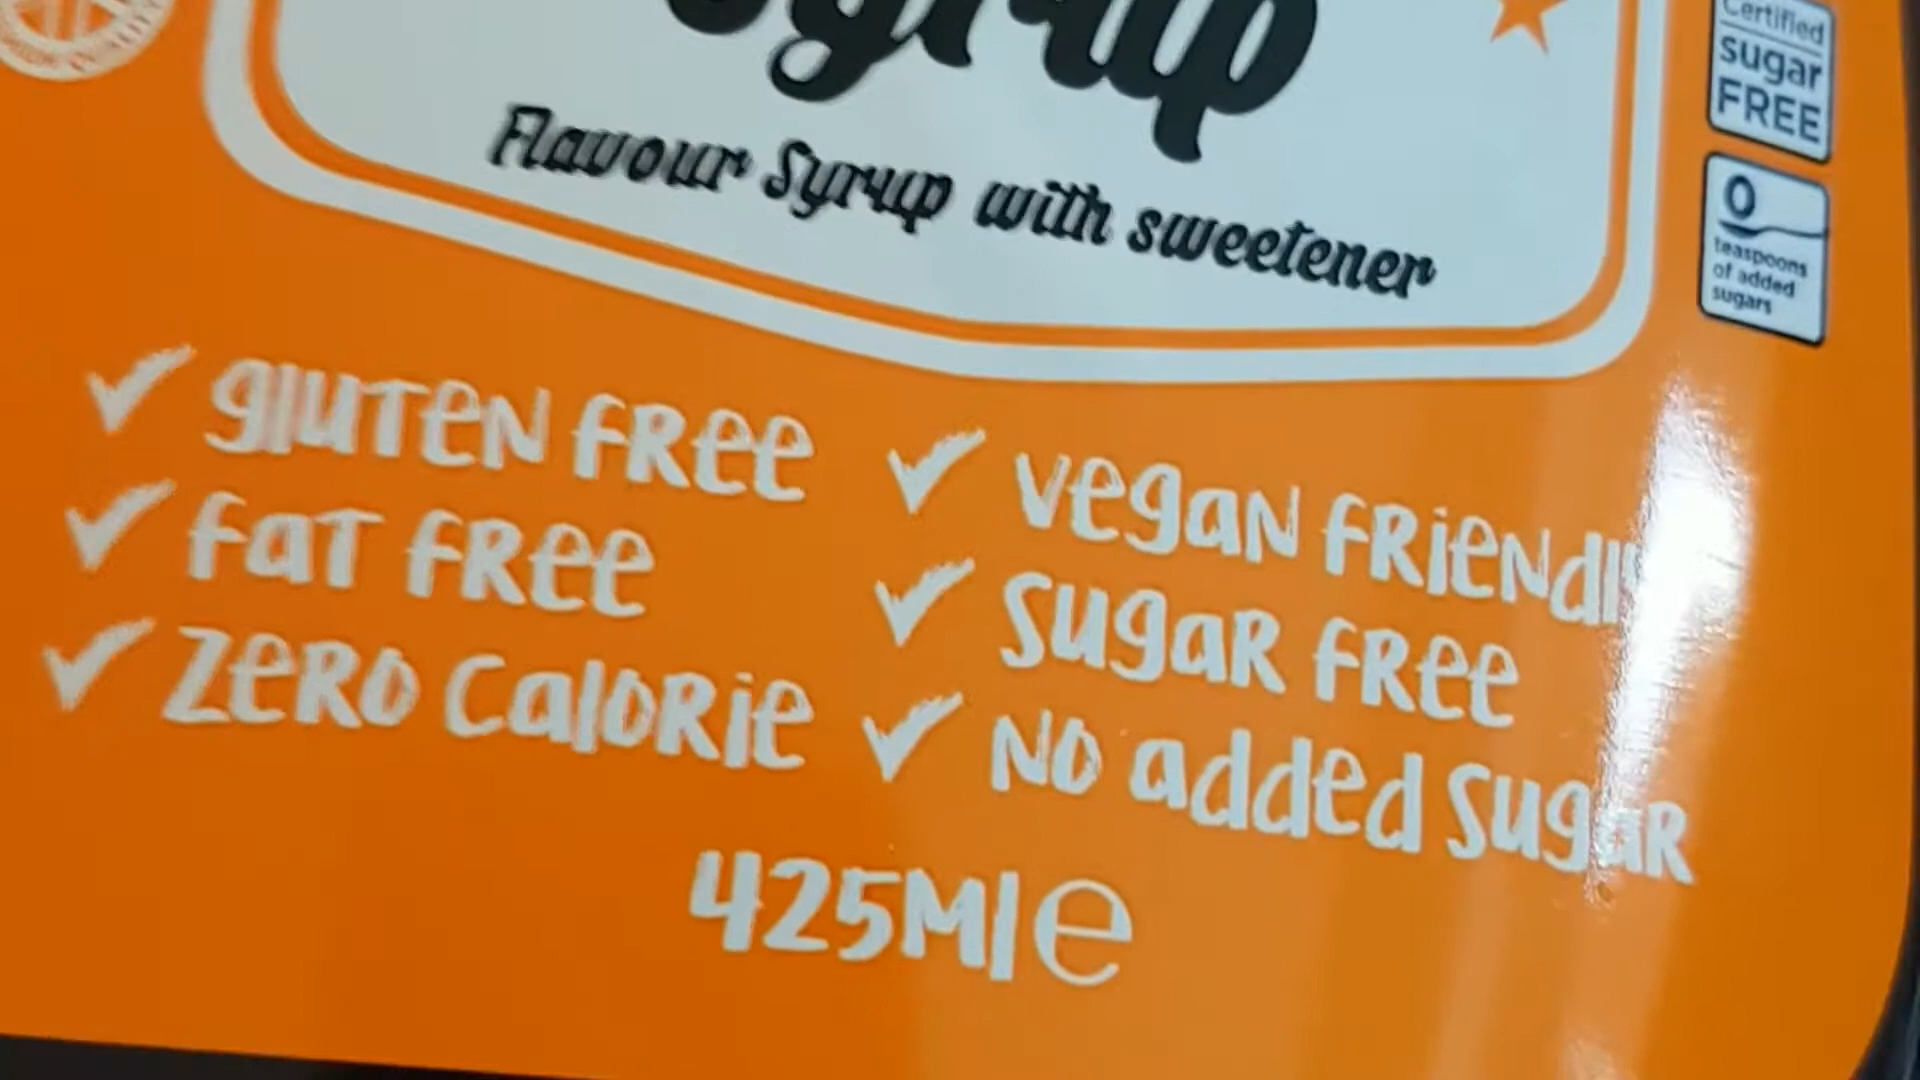 Syrup
Flavour Syrup with sweetener
Certified
sugar
FREE
0
teaspoons
of added
sugars
gluten free
vegan friendly
fat free
sugar free
zero calorie
no added sugar
425Ml e